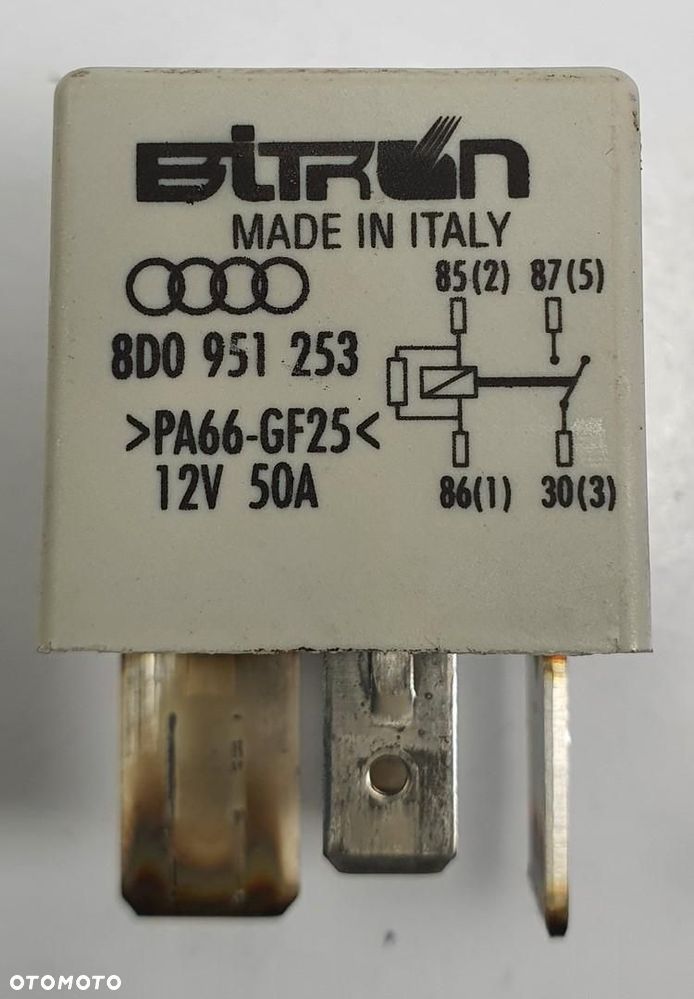 BITRON
MADE IN ITALY
8D0 951 253
>PA66-GF25<
12V 50A
85(2) 87(5)
86(1) 30(3)
OTOMOTO